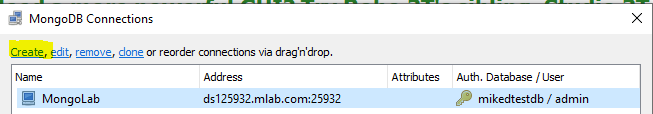 MongoDB Connections
Create, edit, remove, clone or reorder connections via drag'n'drop.
Name Address Attributes Auth. Database / User
MongoLab ds125932.mlab.com:25932 mikedtestdb / admin